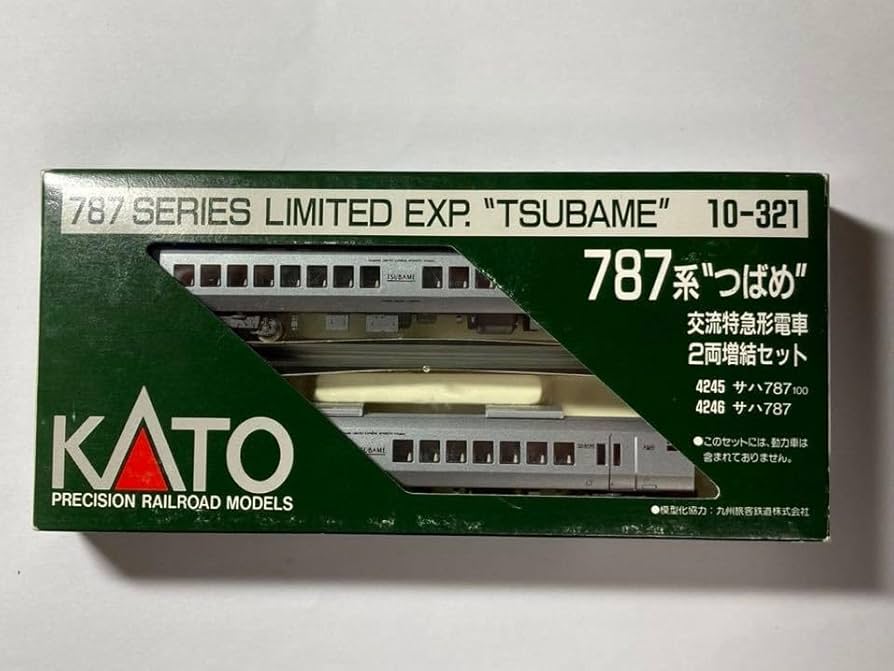 787 SERIES LIMITED EXP. "TSUBAME" 10-321
787系"つばめ"
交流特急形電車
2両増結セット
4245 サハ787 100
4246 サハ787
●このセットには、動力車は
含まれておりません。
●模型化協力:九州旅客鉄道株式会社
TSUBAME
KATO
PRECISION RAILROAD MODELS